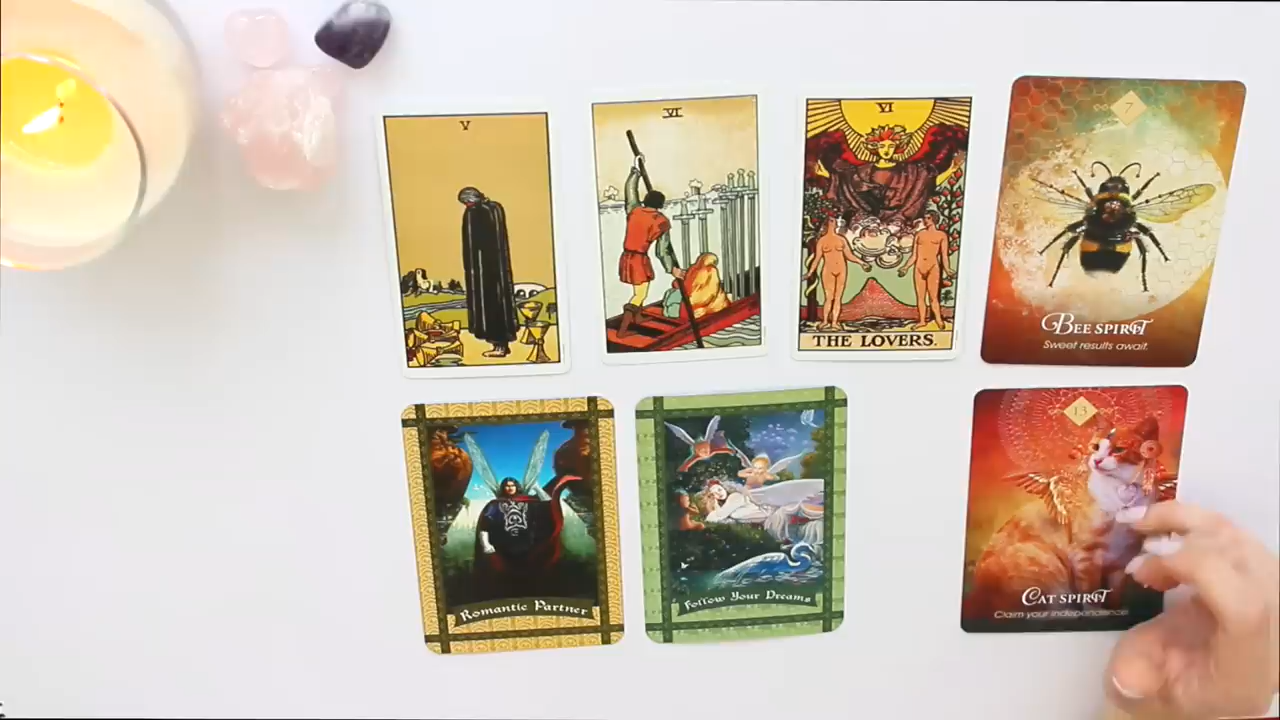 V
VI
VI
THE LOVERS.
7
BEE SPIRIT
Sweet results await.
Romantic Partner
Follow Your Dreams
13
CAT SPIRIT
Claim your independence.